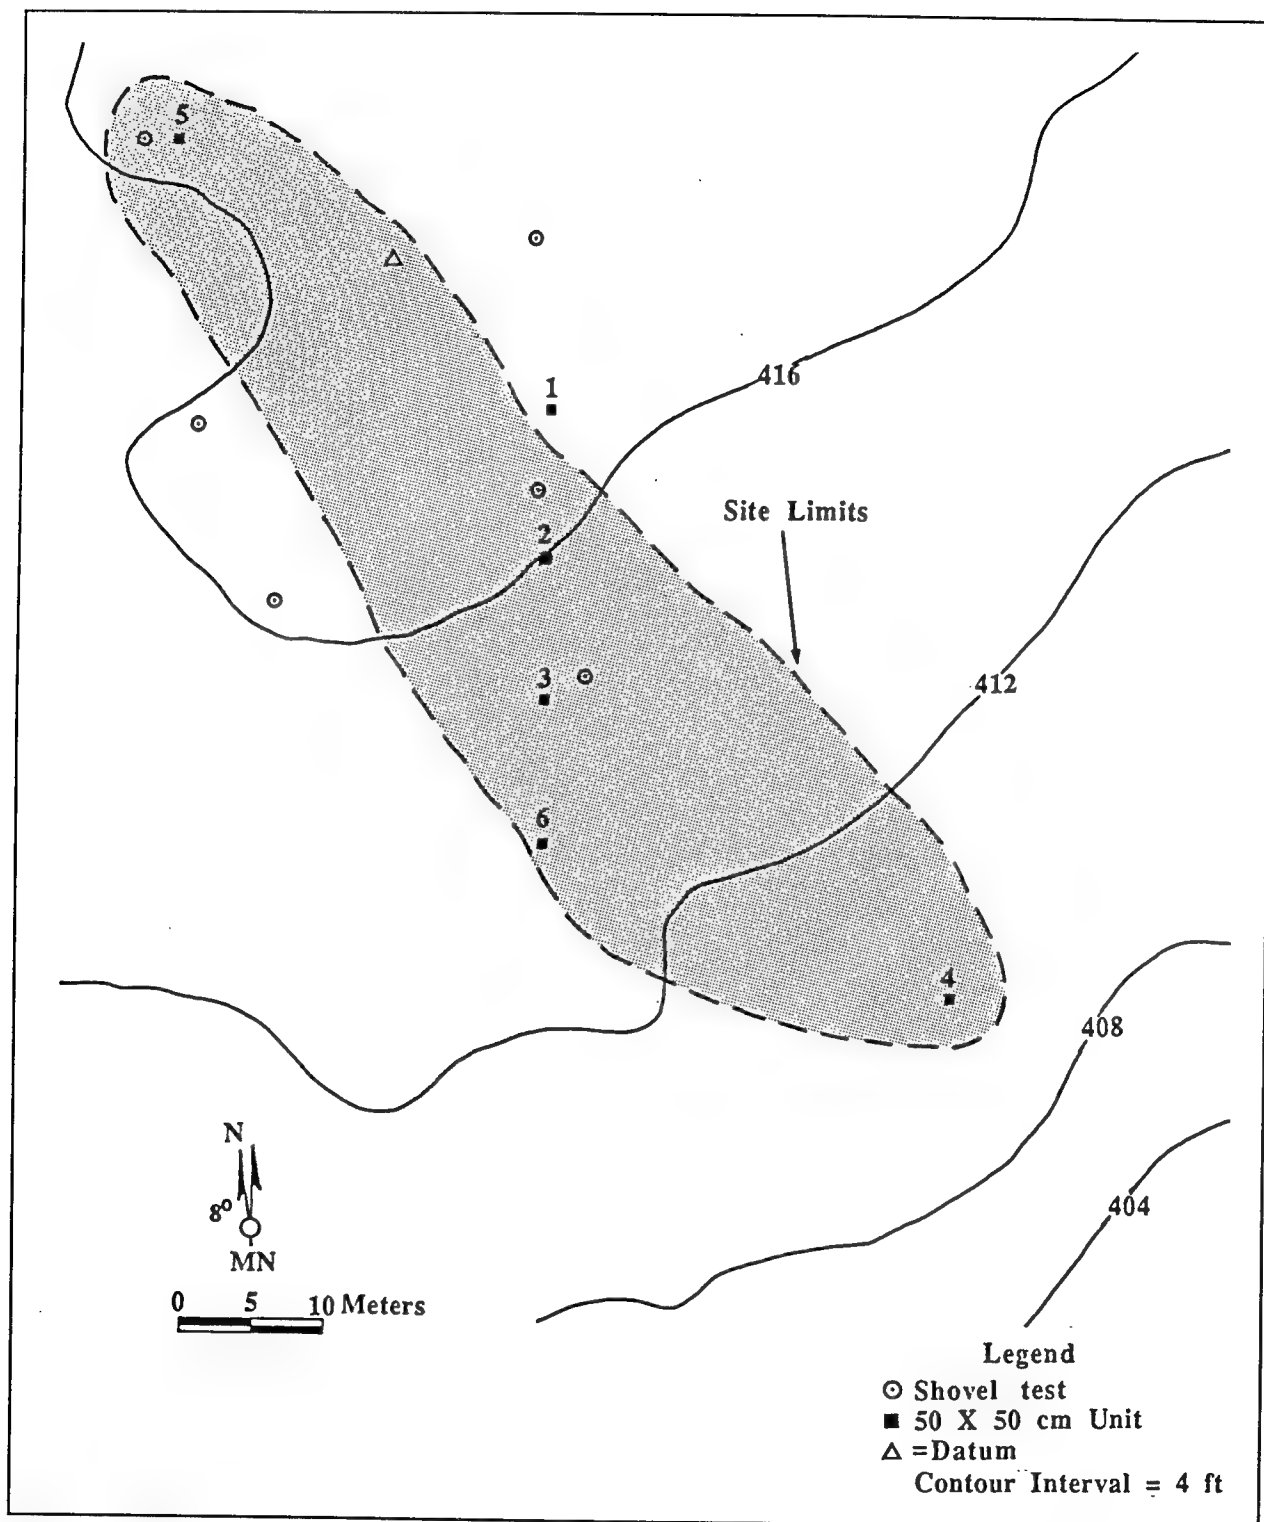 5
1
416
Site Limits
2
412
3
6
4
408
N
8°
MN
404
0 5 10 Meters
Legend
Shovel test
50 X 50 cm Unit
=Datum
Contour Interval = 4 ft